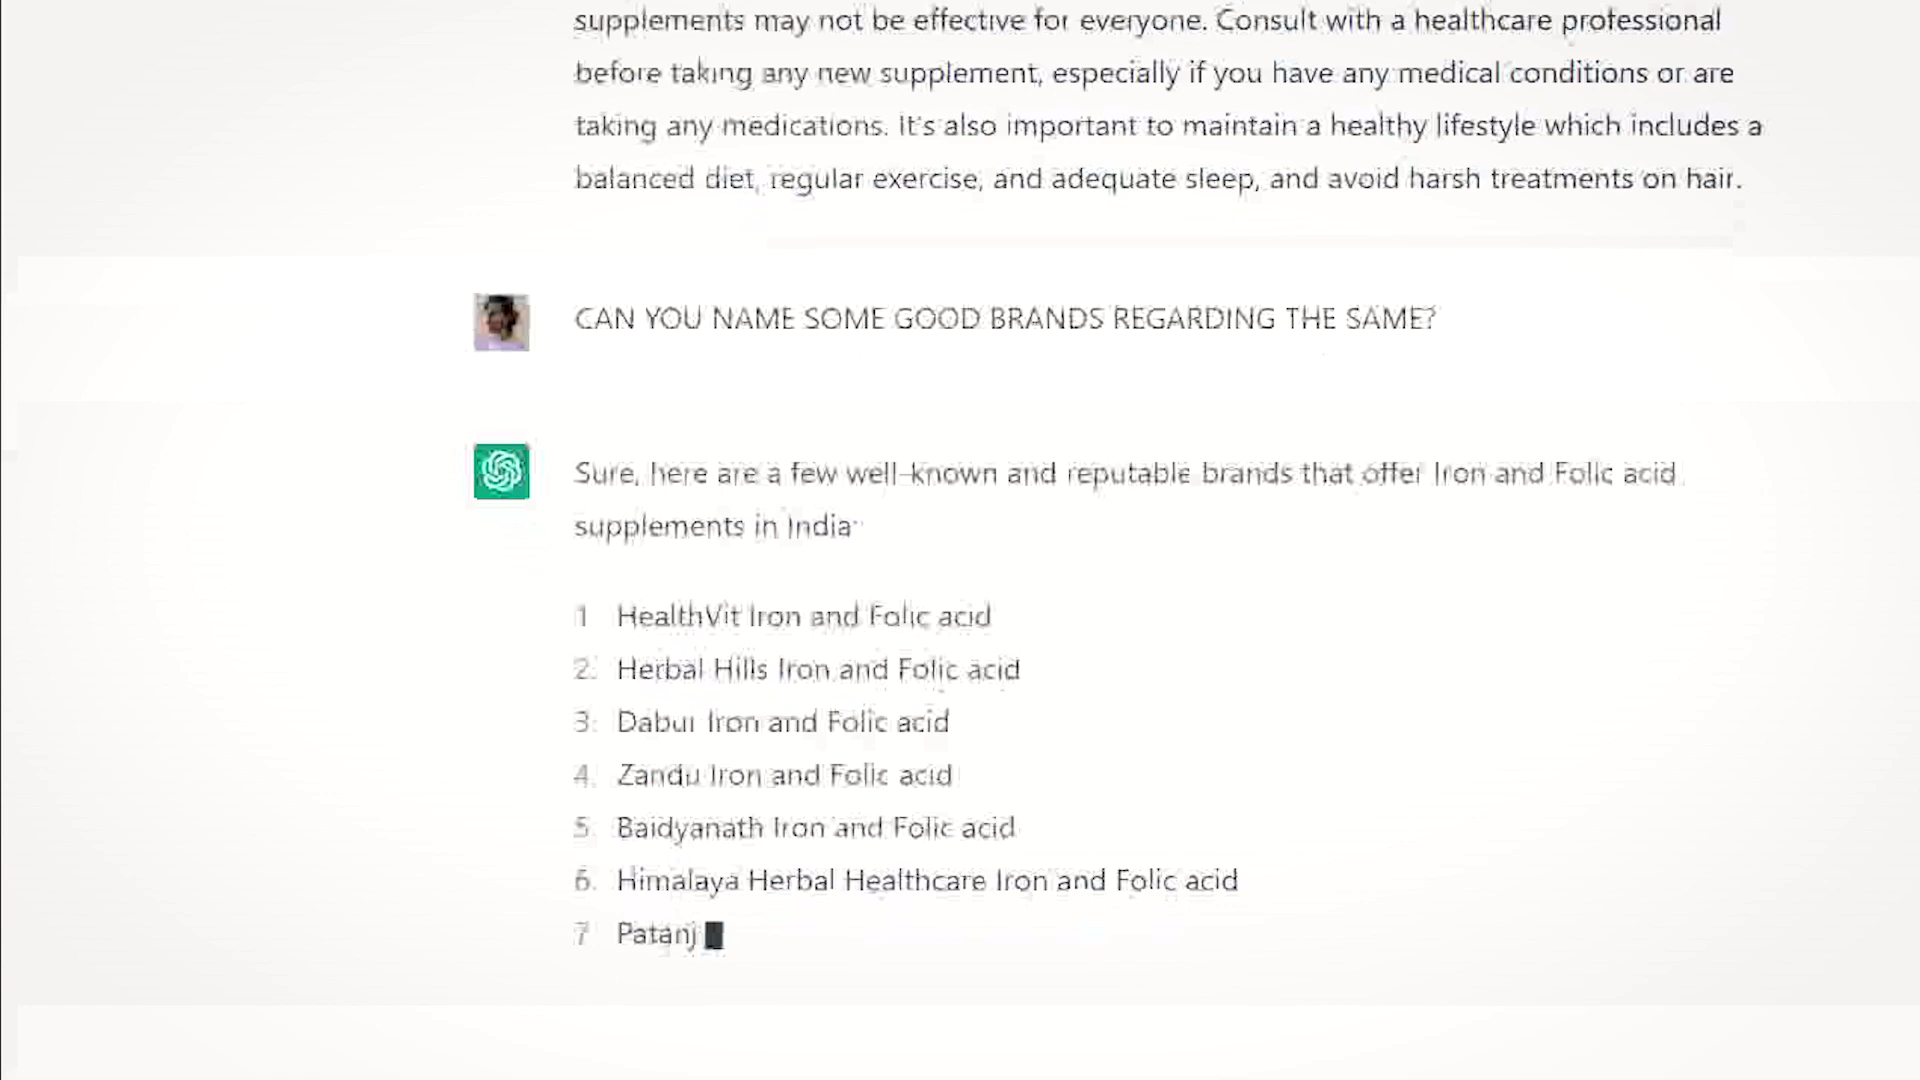 supplements may not be effective for everyone. Consult with a healthcare professional
before taking any new supplement, especially if you have any medical conditions or are
taking any medications. It's also important to maintain a healthy lifestyle which includes a
balanced diet, regular exercise, and adequate sleep, and avoid harsh treatments on hair.
CAN YOU NAME SOME GOOD BRANDS REGARDING THE SAME?
Sure, here are a few well-known and reputable brands that offer Iron and Folic acid
supplements in India:
1. HealthVit Iron and Folic acid
2. Herbal Hills Iron and Folic acid
3. Dabur Iron and Folic acid
4. Zandu Iron and Folic acid
5. Baidyanath Iron and Folic acid
6. Himalaya Herbal Healthcare Iron and Folic acid
7. Patanj